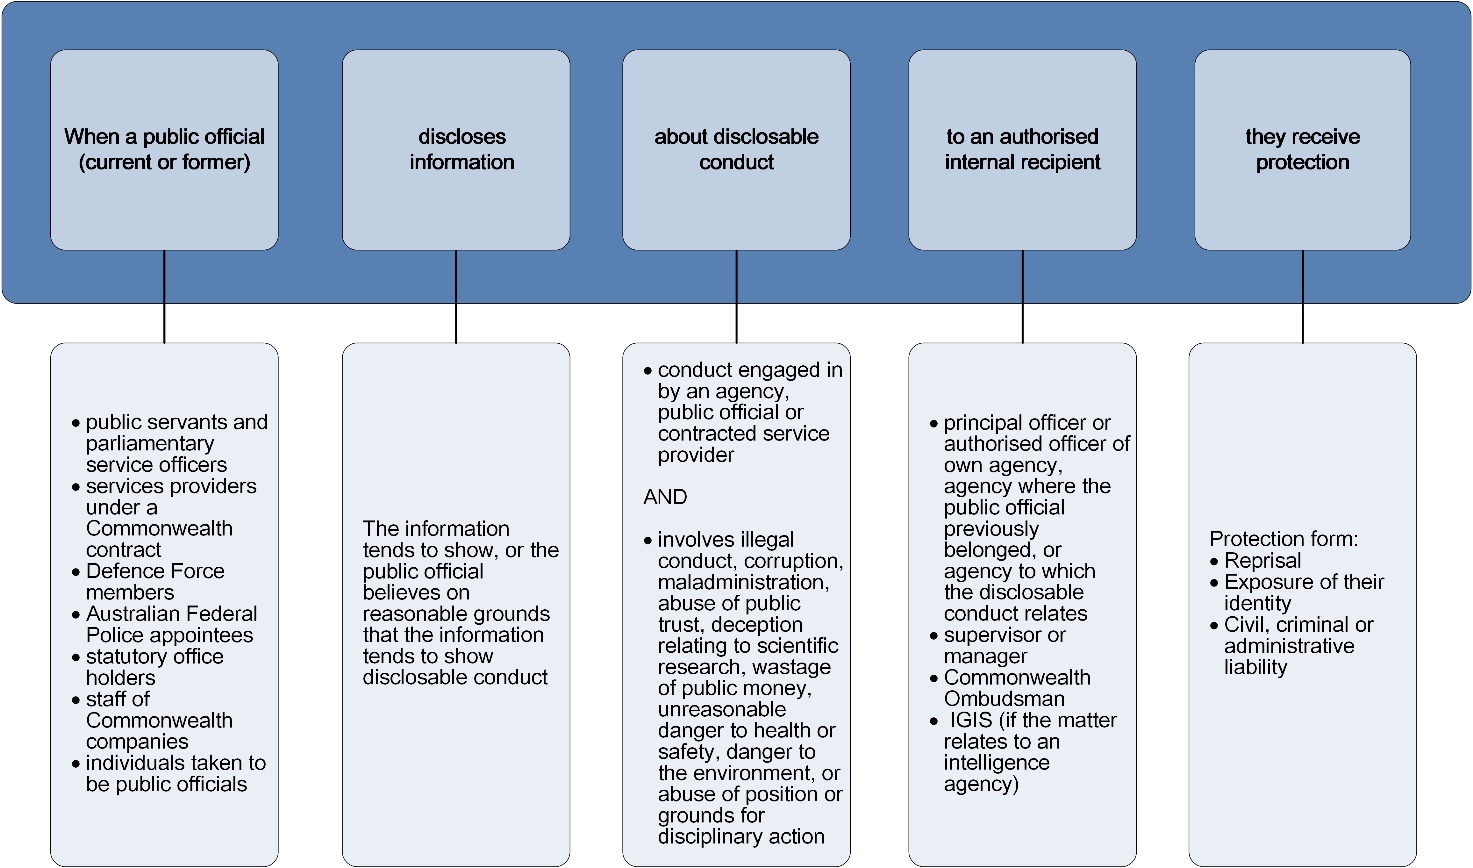 When a public official
(current or former)
discloses
information
about disclosable
conduct
to an authorised
internal recipient
they receive
protection
• public servants and
parliamentary
service officers
• services providers
under a
Commonwealth
contract
• Defence Force
members
• Australian Federal
Police appointees
• statutory office
holders
• staff of
Commonwealth
companies
• individuals taken to
be public officials
The information
tends to show, or the
public official
believes on
reasonable grounds
that the information
tends to show
disclosable conduct
• conduct engaged in
by an agency,
public official or
contracted service
provider
AND
• involves illegal
conduct, corruption,
maladministration,
abuse of public
trust, deception
relating to scientific
research, wastage
of public money,
unreasonable
danger to health or
safety, danger to
the environment, or
abuse of position or
grounds for
disciplinary action
• principal officer or
authorised officer of
own agency,
agency where the
public official
previously
belonged, or
agency to which
the disclosable
conduct relates
• supervisor or
manager
• Commonwealth
Ombudsman
• IGIS (if the matter
relates to an
intelligence
agency)
Protection form:
• Reprisal
• Exposure of their
identity
• Civil, criminal or
administrative
liability